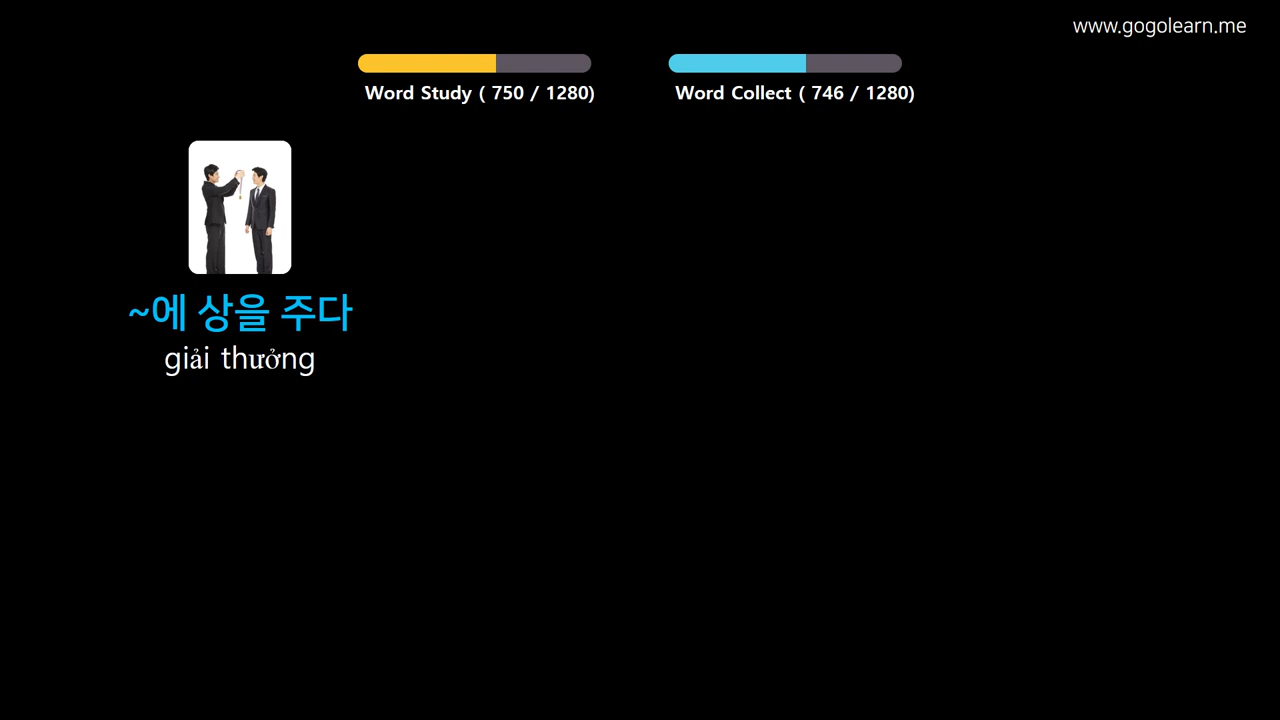 www.gogolearn.me
Word Study ( 750 / 1280)
Word Collect ( 746 / 1280)
~에 상을 주다
giải thưởng